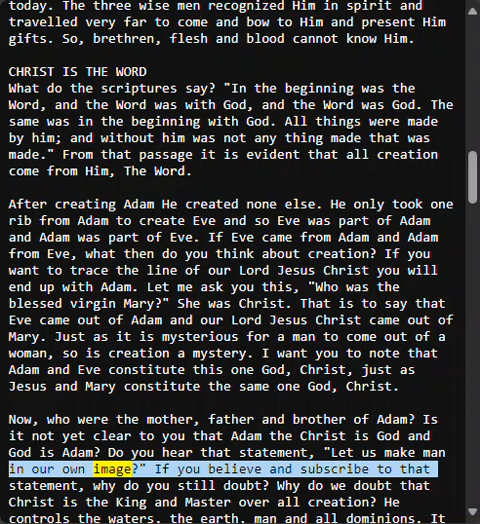 today. The three wise men recognized Him in spirit and
travelled very far to come and bow to Him and present Him
gifts. So, brethren, flesh and blood cannot know Him.
CHRIST IS THE WORD
What do the scriptures say? "In the beginning was the
Word, and the Word was with God, and the Word was God. The
same was in the beginning with God. All things were made
by him; and without him was not any thing made that was
made." From that passage it is evident that all creation
come from Him, The Word.
After creating Adam He created none else. He only took one
rib from Adam to create Eve and so Eve was part of Adam
and Adam was part of Eve. If Eve came from Adam and Adam
from Eve, what then do you think about creation? If you
want to trace the line of our Lord Jesus Christ you will
end up with Adam. Let me ask you this, "Who was the
blessed virgin Mary?" She was Christ. That is to say that
Eve came out of Adam and our Lord Jesus Christ came out of
Mary. Just as it is mysterious for a man to come out of a
woman, so is creation a mystery. I want you to note that
Adam and Eve constitute this one God, Christ, just as
Jesus and Mary constitute the same one God, Christ.
Now, who were the mother, father and brother of Adam? Is
it not yet clear to you that Adam the Christ is God and
God is Adam? Do you hear that statement, "Let us make man
in our own image?" If you believe and subscribe to that
statement, why do you still doubt? Why do we doubt that
Christ is the King and Master over all creation? He
controls the waters, the earth, man and all dominions. It